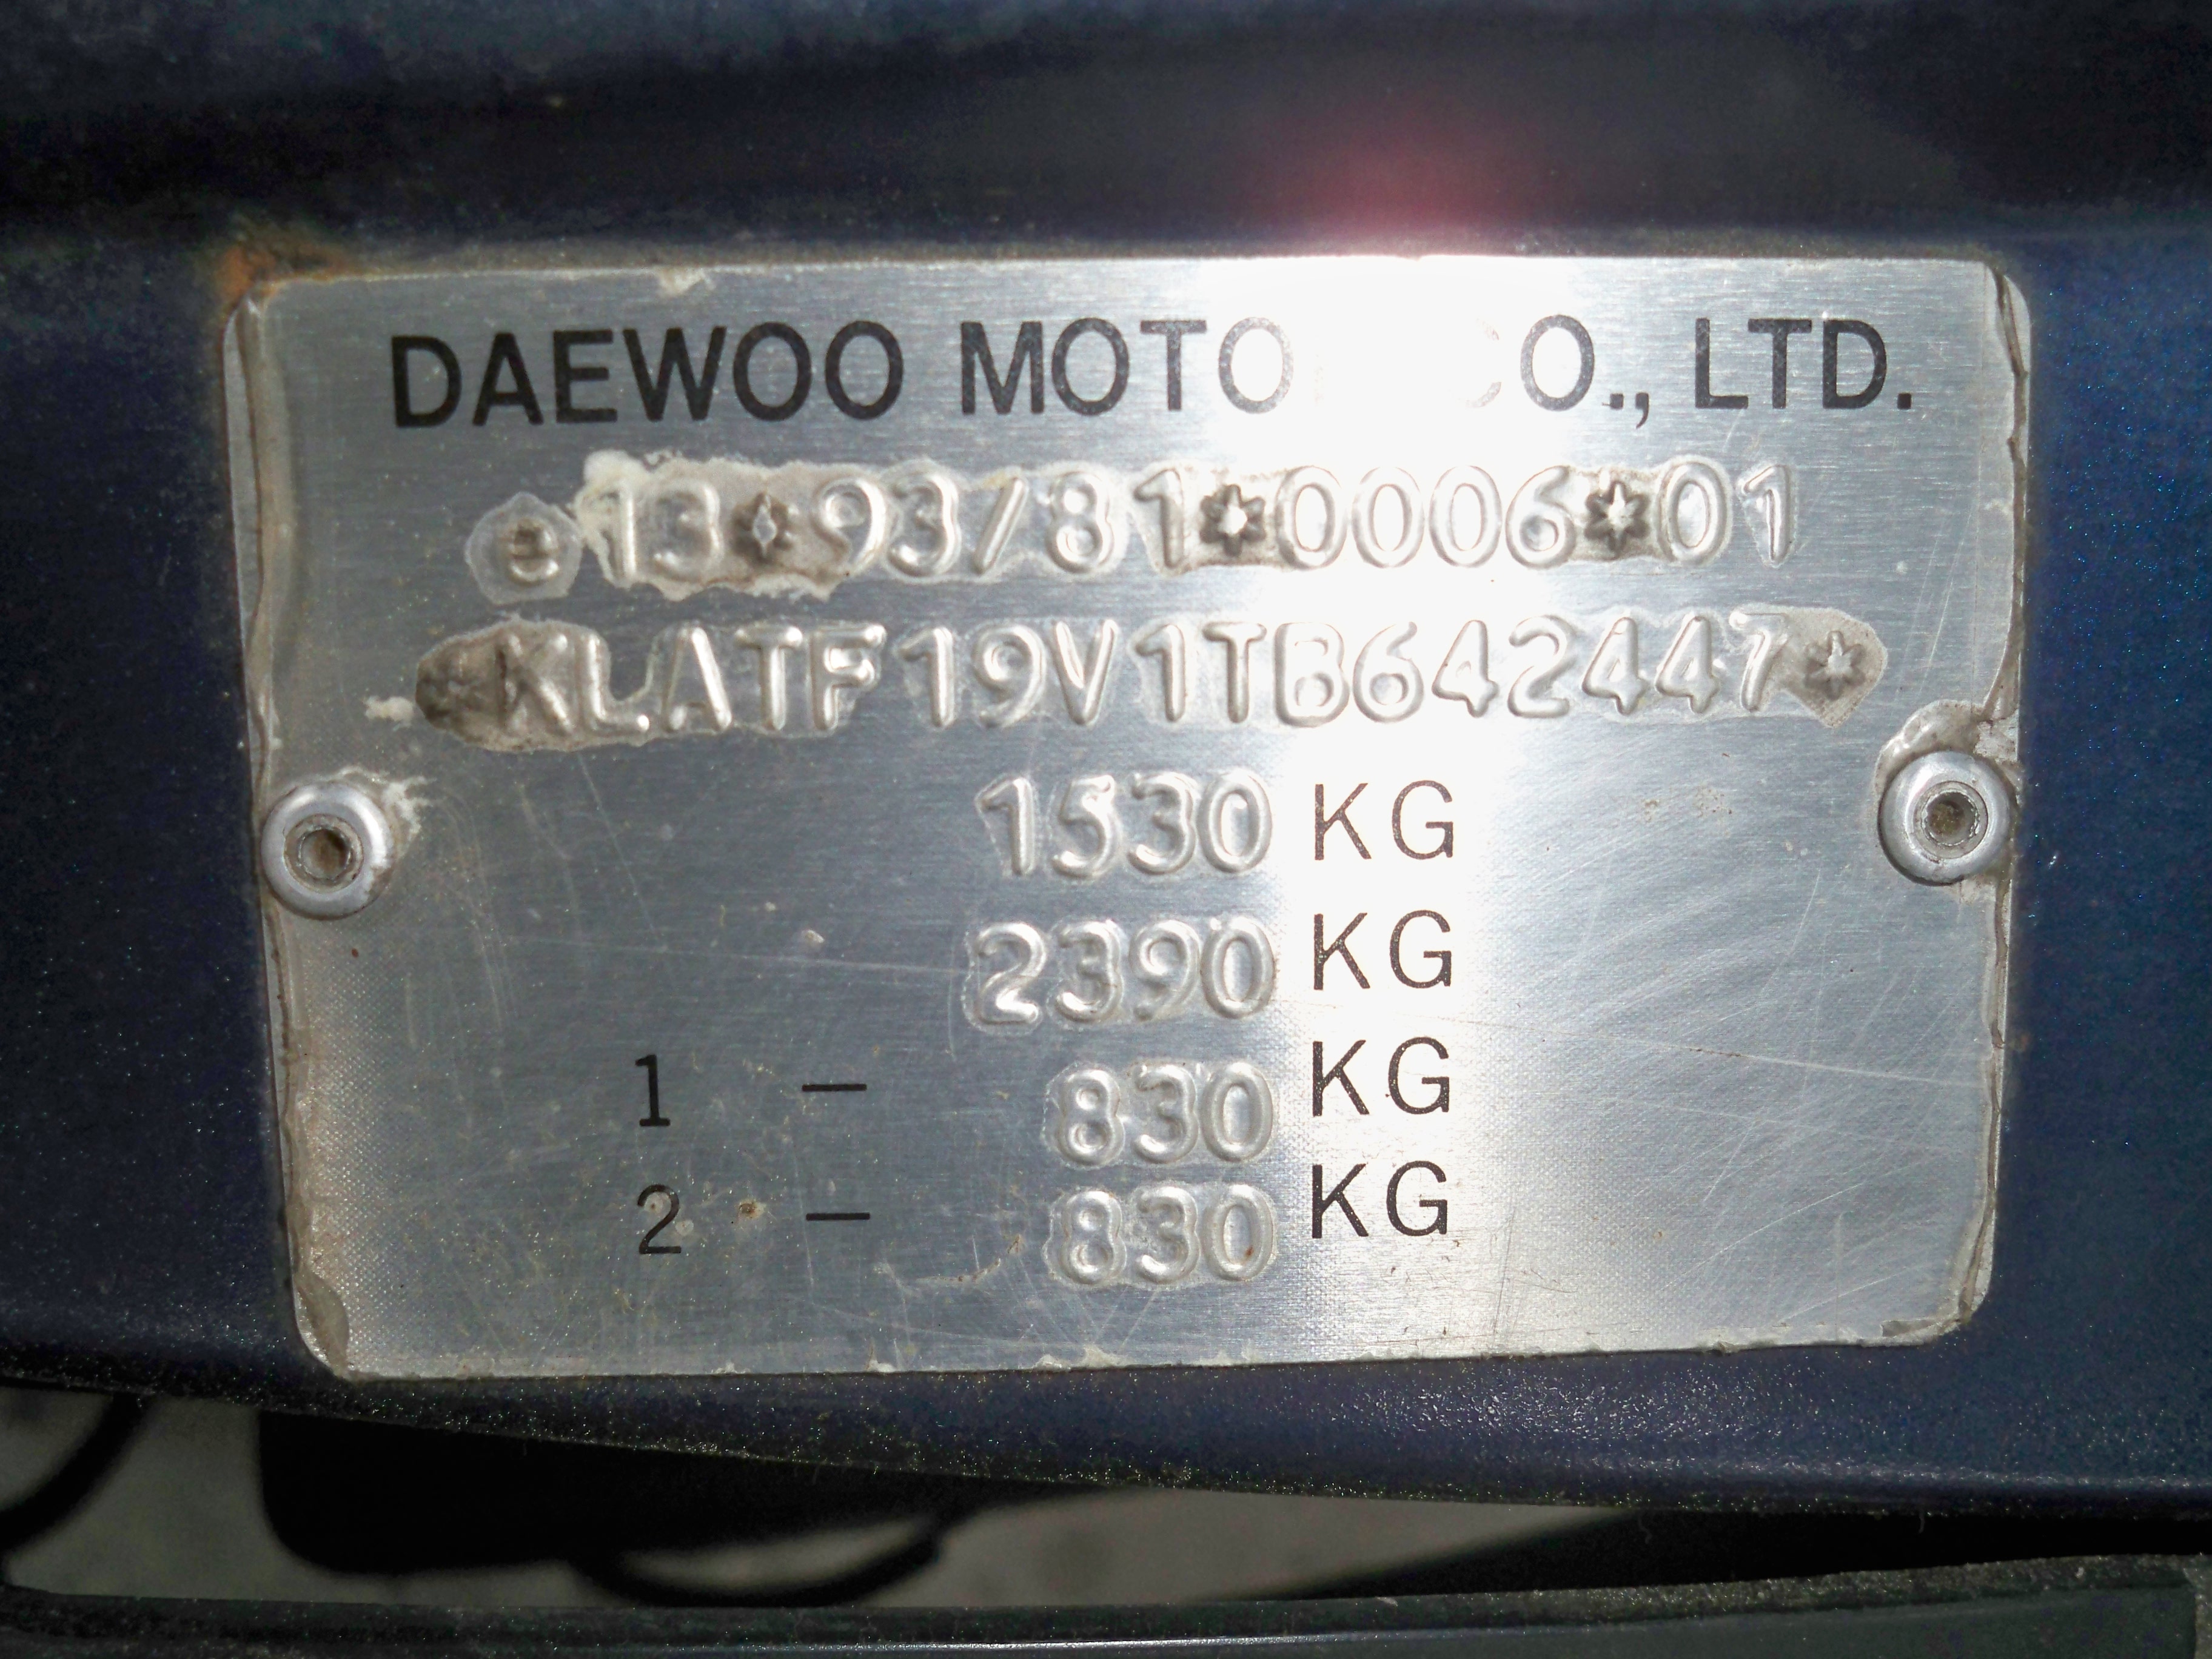 DAEWOO MOTOR CO., LTD.
e13*93/81*0006*01
*KLATF19V1TB642447*
1530 KG
2390 KG
1 — 830 KG
2 — 830 KG